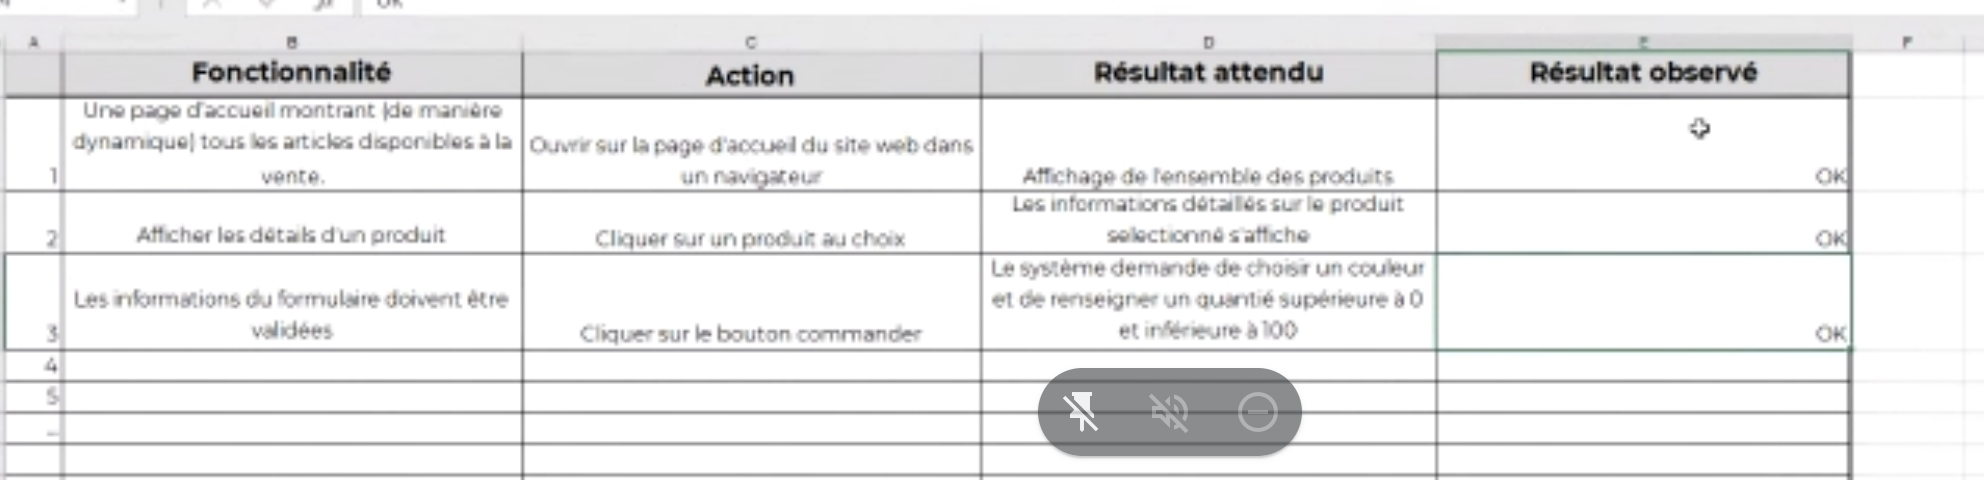 OK
A B C D E F
Fonctionnalité Action Résultat attendu Résultat observé
Une page d'accueil montrant (de manière
dynamique) tous les articles disponibles à la
vente.
1
Ouvrir sur la page d'accueil du site web dans
un navigateur
Affichage de l'ensemble des produits
OK
2
Afficher les détails d'un produit
Cliquer sur un produit au choix
Les informations détaillés sur le produit
selectionné s'affiche
OK
3
Les informations du formulaire doivent être
validées
Cliquer sur le bouton commander
Le système demande de choisir un couleur
et de renseigner un quantié supérieure à 0
et inférieure à 100
OK
4
5
...